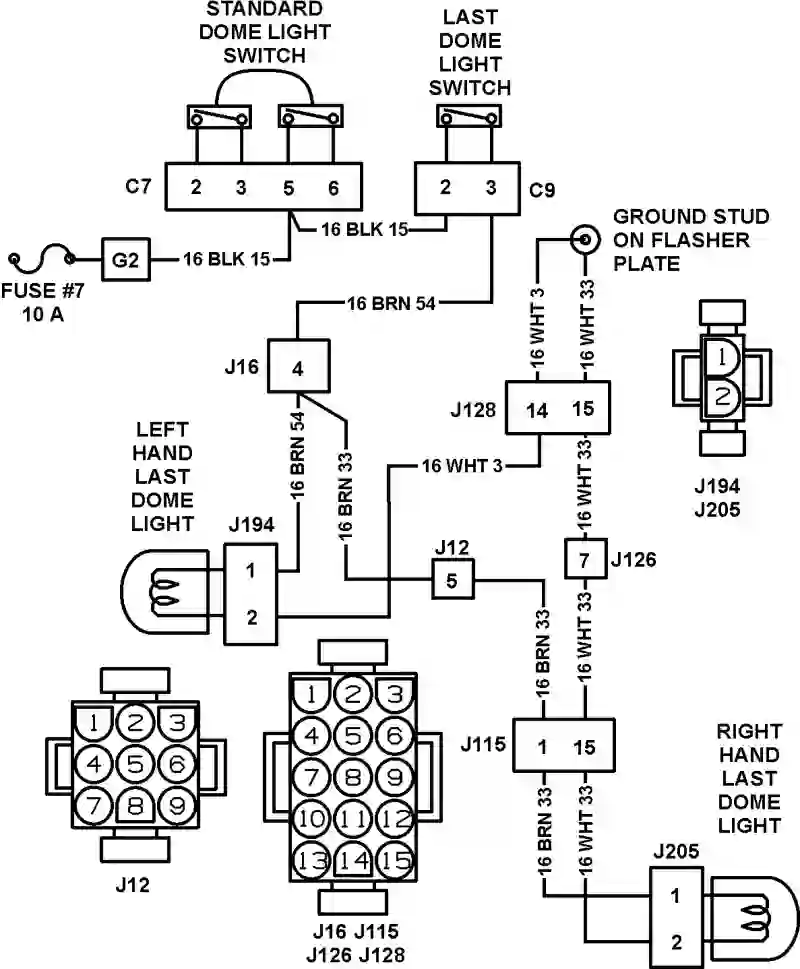 STANDARD
DOME LIGHT
SWITCH
LAST
DOME
LIGHT
SWITCH
C7
2 3 5 6
2 3
C9
16 BLK 15
GROUND STUD
ON FLASHER
PLATE
G2
16 BLK 15
FUSE #7
10 A
16 BRN 54
16 WHT 3
16 WHT 33
J16
4
1
2
J194
J205
J128
14 15
LEFT
HAND
LAST
DOME
LIGHT
16 BRN 54
16 BRN 33
16 WHT 3
16 WHT 33
J194
1
2
J12
5
7
J126
16 BRN 33
16 WHT 33
J115
1 15
1 2 3
4 5 6
7 8 9
J12
1 2 3
4 5 6
7 8 9
10 11 12
13 14 15
J16 J115
J126 J128
16 BRN 33
16 WHT 33
RIGHT
HAND
LAST
DOME
LIGHT
J205
1
2